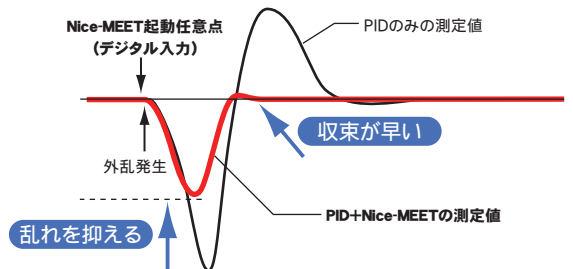 Nice-MEET起動任意点
（デジタル入力）
PIDのみの測定値
収束が早い
外乱発生
PID+Nice-MEETの測定値
乱れを抑える